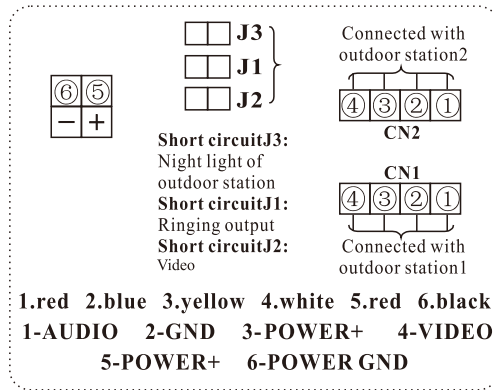 J3
J1
J2
⑥ ⑤
− +
Short circuitJ3:
Night light of
outdoor station
Short circuitJ1:
Ringing output
Short circuitJ2:
Video
Connected with
outdoor station2
④ ③ ② ①
CN2
CN1
④ ③ ② ①
Connected with
outdoor station1
1.red 2.blue 3.yellow 4.white 5.red 6.black
1-AUDIO 2-GND 3-POWER+ 4-VIDEO
5-POWER+ 6-POWER GND